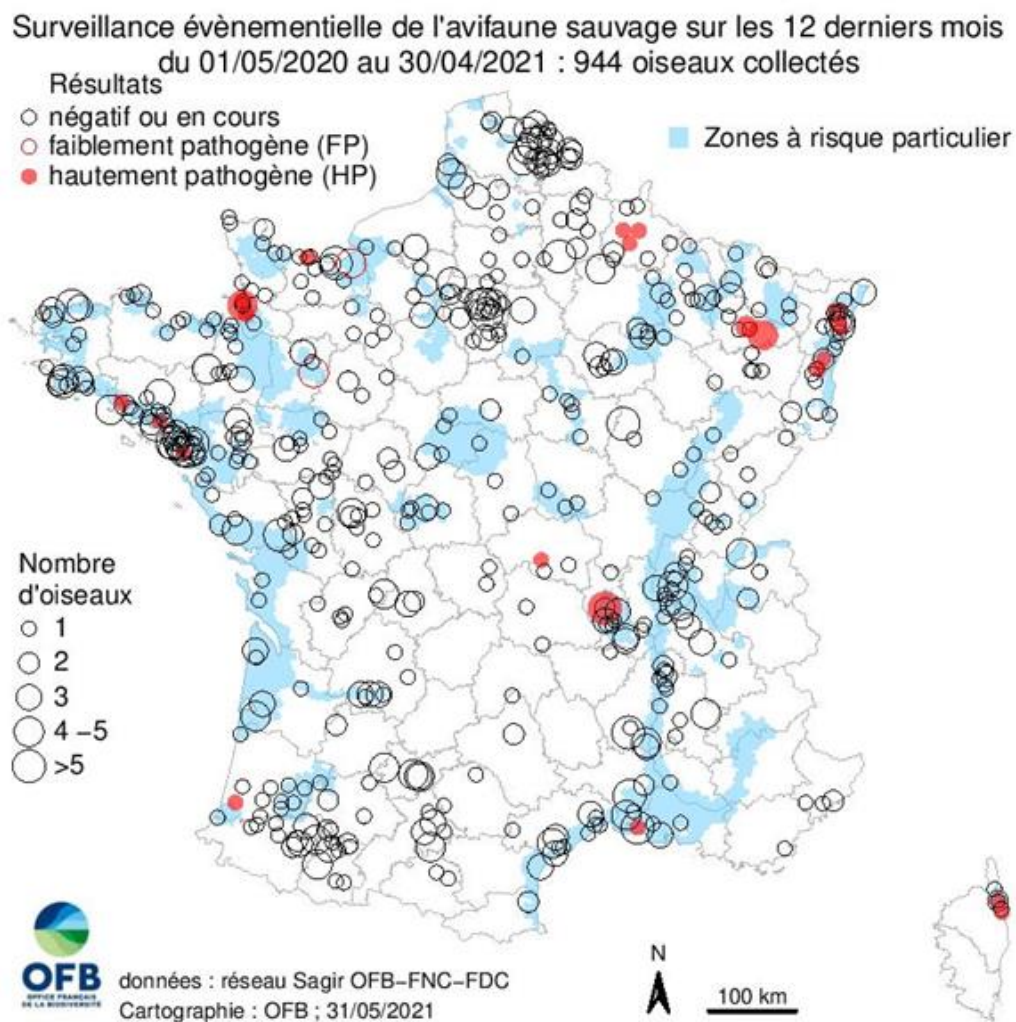 Surveillance évènementielle de l'avifaune sauvage sur les 12 derniers mois
du 01/05/2020 au 30/04/2021 : 944 oiseaux collectés
Résultats
négatif ou en cours
faiblement pathogène (FP)
hautement pathogène (HP)
Zones à risque particulier
Nombre
d'oiseaux
1
2
3
4 –5
>5
OFB
OFFICE FRANÇAIS
DE LA BIODIVERSITÉ
données : réseau Sagir OFB–FNC–FDC
Cartographie : OFB ; 31/05/2021
N
100 km